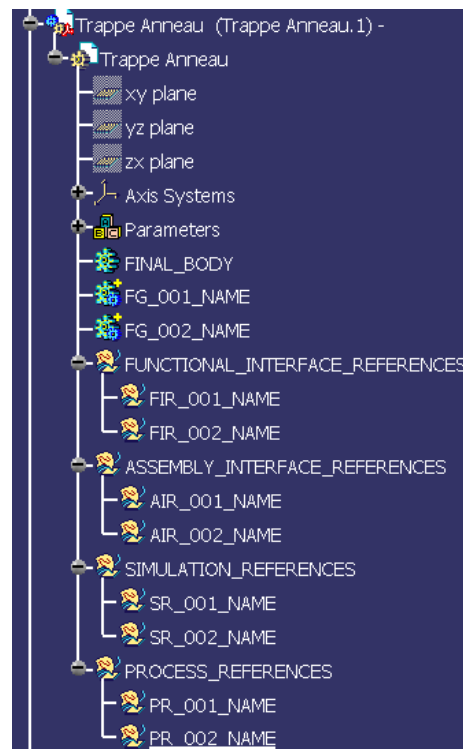 Trappe Anneau (Trappe Anneau.1) -
Trappe Anneau
xy plane
yz plane
zx plane
Axis Systems
Parameters
FINAL_BODY
FG_001_NAME
FG_002_NAME
FUNCTIONAL_INTERFACE_REFERENCES
FIR_001_NAME
FIR_002_NAME
ASSEMBLY_INTERFACE_REFERENCES
AIR_001_NAME
AIR_002_NAME
SIMULATION_REFERENCES
SR_001_NAME
SR_002_NAME
PROCESS_REFERENCES
PR_001_NAME
PR_002_NAME